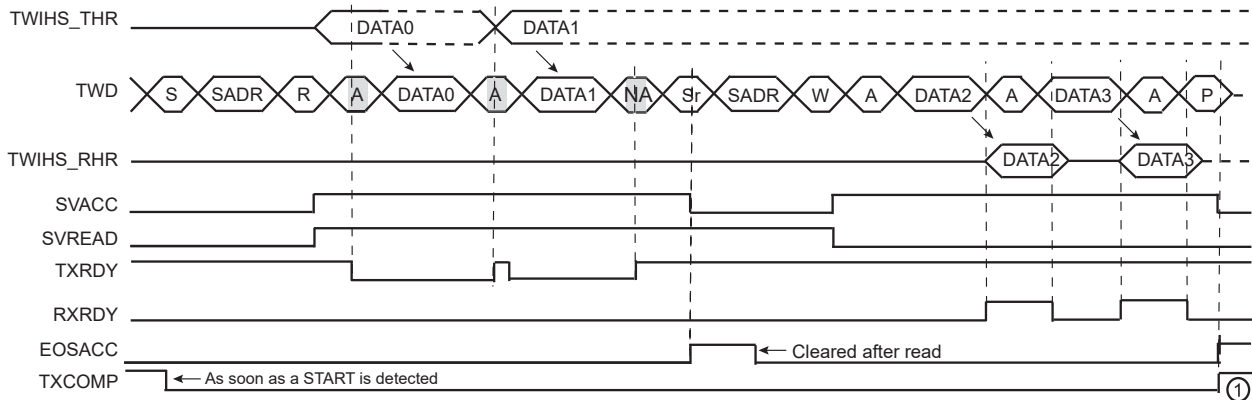 TWIHS_THR DATA0 DATA1
TWD S SADR R A DATA0 A DATA1 NA Sr SADR W A DATA2 A DATA3 A P
TWIHS_RHR DATA2 DATA3
SVACC
SVREAD
TXRDY
RXRDY
EOSACC Cleared after read
TXCOMP As soon as a START is detected 1